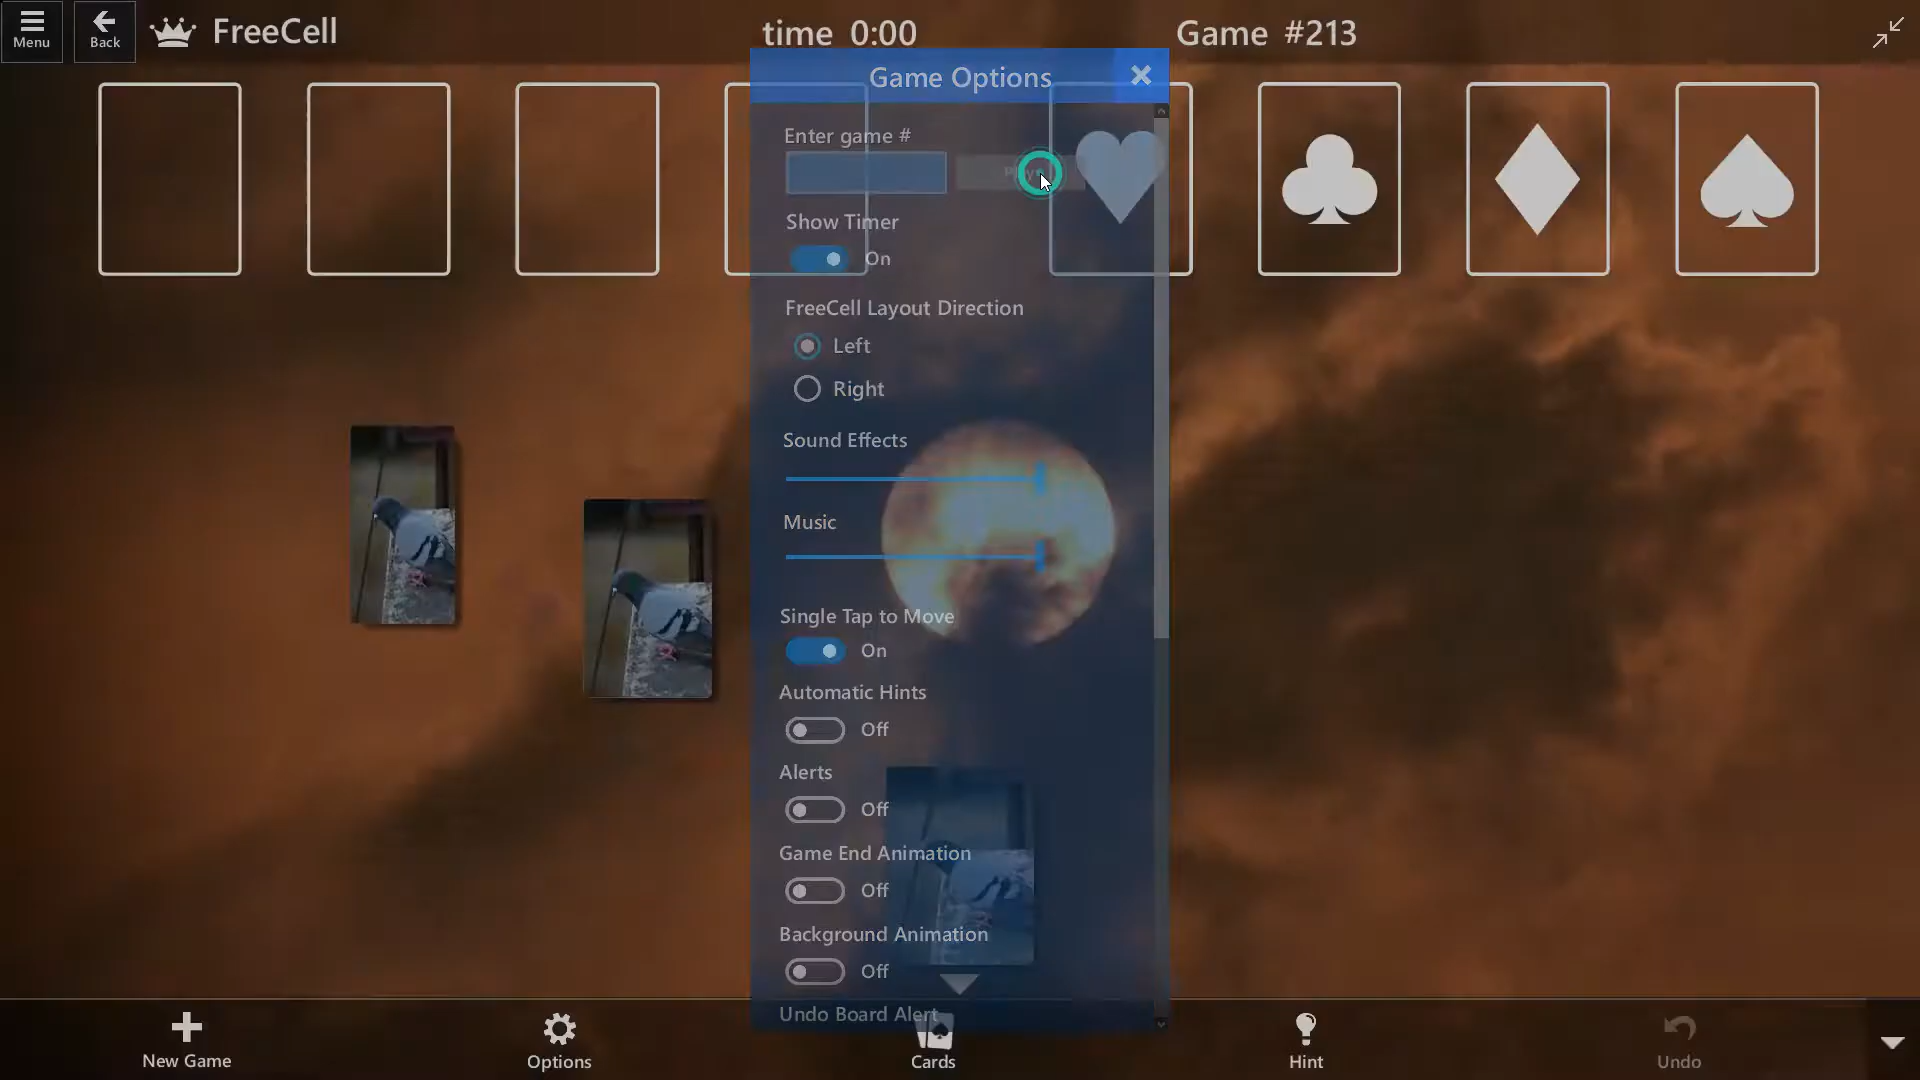 Menu
Back
FreeCell
time 0:00
Game #213
Game Options
Enter game #
Play
Show Timer
On
FreeCell Layout Direction
Left
Right
Sound Effects
Music
Single Tap to Move
On
Automatic Hints
Off
Alerts
Off
Game End Animation
Off
Background Animation
Off
Undo Board Alert
New Game
Options
Cards
Hint
Undo